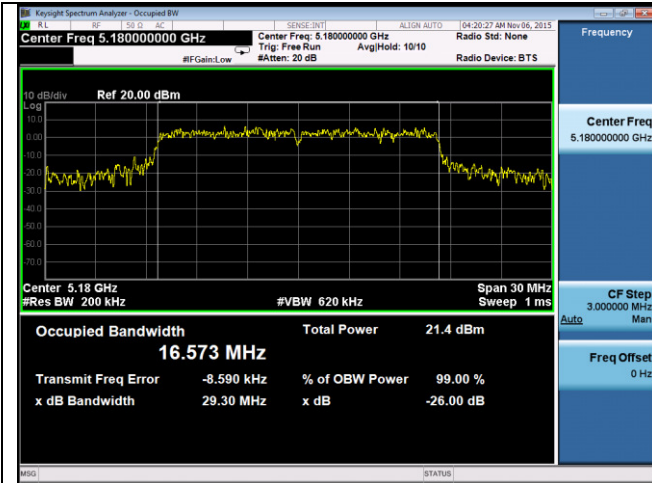 Keysight Spectrum Analyzer - Occupied BW
RL RF 50 Ω AC SENSE:INT ALIGN AUTO 04:20:27 AM Nov 06, 2015
Center Freq 5.180000000 GHz Center Freq: 5.180000000 GHz Radio Std: None
Trig: Free Run Avg|Hold: 10/10
#IFGain:Low #Atten: 20 dB Radio Device: BTS
10 dB/div Ref 20.00 dBm
Log
10.0
0.00
-10.0
-20.0
-30.0
-40.0
-50.0
-60.0
-70.0
Center 5.18 GHz Span 30 MHz
#Res BW 200 kHz #VBW 620 kHz Sweep 1 ms
Occupied Bandwidth Total Power 21.4 dBm
16.573 MHz
Transmit Freq Error -8.590 kHz % of OBW Power 99.00 %
x dB Bandwidth 29.30 MHz x dB -26.00 dB
MSG STATUS
Frequency
Center Freq
5.180000000 GHz
CF Step
3.000000 MHz
Auto Man
Freq Offset
0 Hz